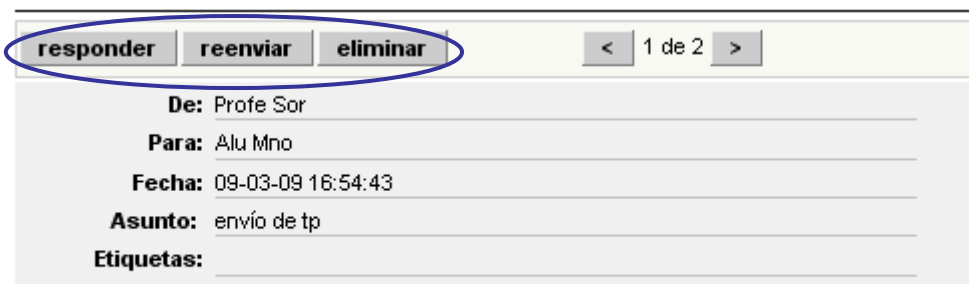 responder reenviar eliminar < 1 de 2 >
De: Profe Sor
Para: Alu Mno
Fecha: 09-03-09 16:54:43
Asunto: envío de tp
Etiquetas: